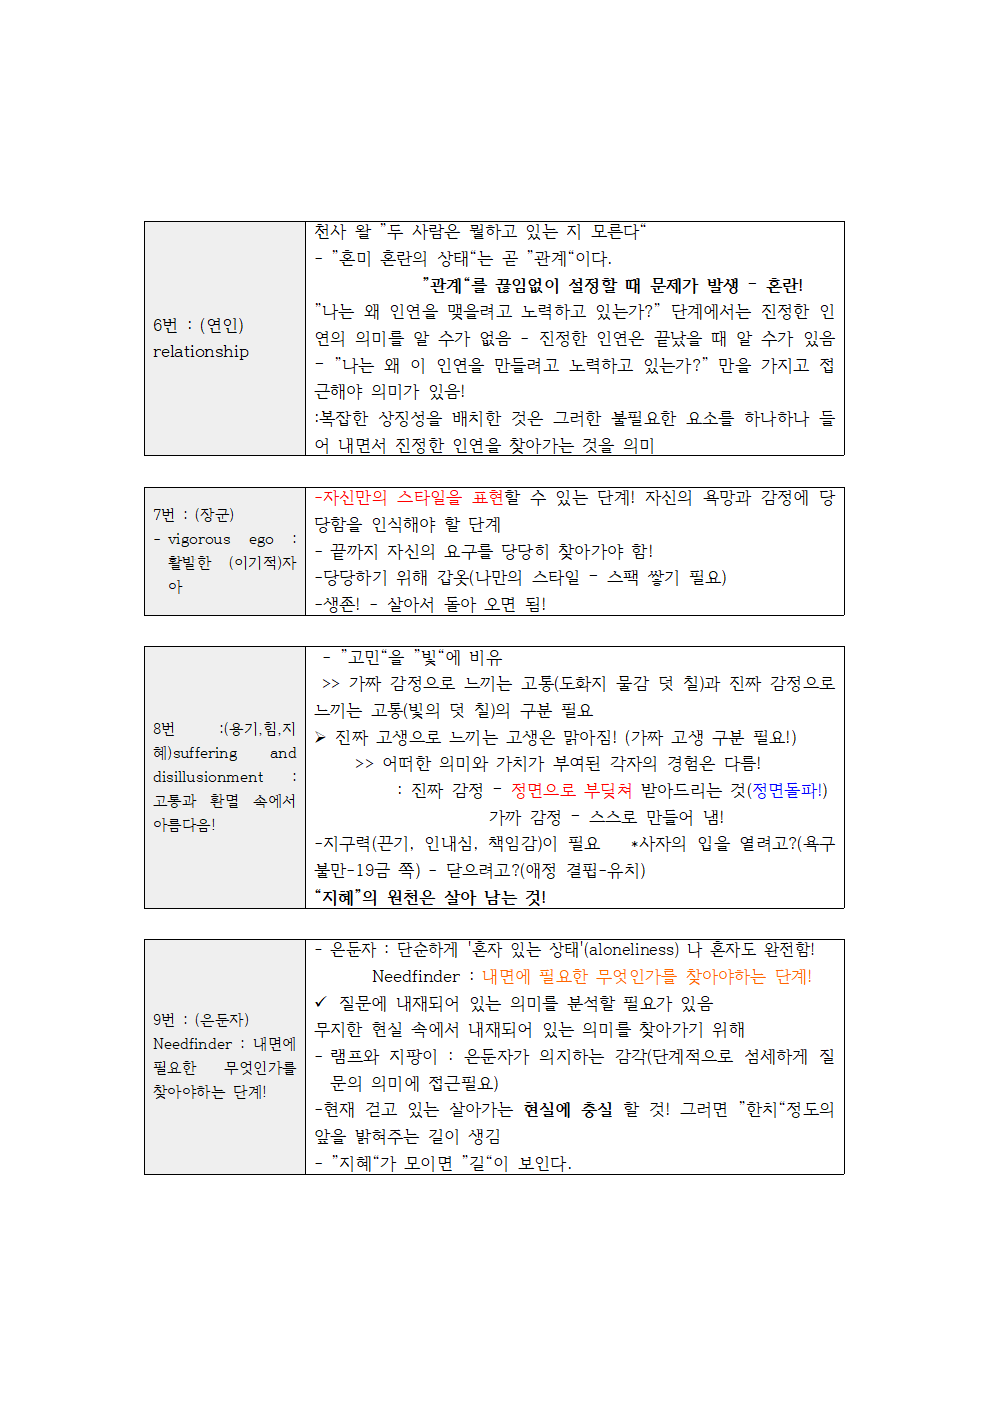 6번 : (연인)
relationship
천사 왈 ”두 사람은 뭘하고 있는 지 모른다“
- ”혼미 혼란의 상태“는 곧 ”관계“이다.
”관계“를 끊임없이 설정할 때 문제가 발생 - 혼란!
”나는 왜 인연을 맺을려고 노력하고 있는가?” 단계에서는 진정한 인
연의 의미를 알 수가 없음 - 진정한 인연은 끝났을 때 알 수가 있음
- ”나는 왜 이 인연을 만들려고 노력하고 있는가?” 만을 가지고 접
근해야 의미가 있음!
:복잡한 상징성을 배치한 것은 그러한 불필요한 요소를 하나하나 들
어 내면서 진정한 인연을 찾아가는 것을 의미
7번 : (장군)
- vigorous ego :
활발한 (이기적)자
아
-자신만의 스타일을 표현할 수 있는 단계! 자신의 욕망과 감정에 당
당함을 인식해야 할 단계
- 끝까지 자신의 요구를 당당히 찾아가야 함!
-당당하기 위해 갑옷(나만의 스타일 - 스팩 쌓기 필요)
-생존! - 살아서 돌아 오면 됨!
8번 :(용기,힘,지
혜)suffering and
disillusionment :
고통과 환멸 속에서
아름다음!
- ”고민“을 ”빛“에 비유
>> 가짜 감정으로 느끼는 고통(도화지 물감 덧 칠)과 진짜 감정으로
느끼는 고통(빛의 덧 칠)의 구분 필요
➢ 진짜 고생으로 느끼는 고생은 맑아짐! (가짜 고생 구분 필요!)
>> 어떠한 의미와 가치가 부여된 각자의 경험은 다름!
: 진짜 감정 - 정면으로 부딪쳐 받아드리는 것(정면돌파!)
가까 감정 - 스스로 만들어 냄!
-지구력(끈기, 인내심, 책임감)이 필요 *사자의 입을 열려고?(욕구
불만-19금 쪽) - 닫으려고?(애정 결핍-유치)
“지혜”의 원천은 살아 남는 것!
9번 : (은둔자)
Needfinder : 내면에
필요한 무엇인가를
찾아야하는 단계!
- 은둔자 : 단순하게 '혼자 있는 상태'(aloneliness) 나 혼자도 완전함!
Needfinder : 내면에 필요한 무엇인가를 찾아야하는 단계!
✓ 질문에 내재되어 있는 의미를 분석할 필요가 있음
무지한 현실 속에서 내재되어 있는 의미를 찾아가기 위해
- 램프와 지팡이 : 은둔자가 의지하는 감각(단계적으로 섬세하게 질
문의 의미에 접근필요)
-현재 걷고 있는 살아가는 현실에 충실 할 것! 그러면 ”한치“정도의
앞을 밝혀주는 길이 생김
- ”지혜“가 모이면 ”길“이 보인다.